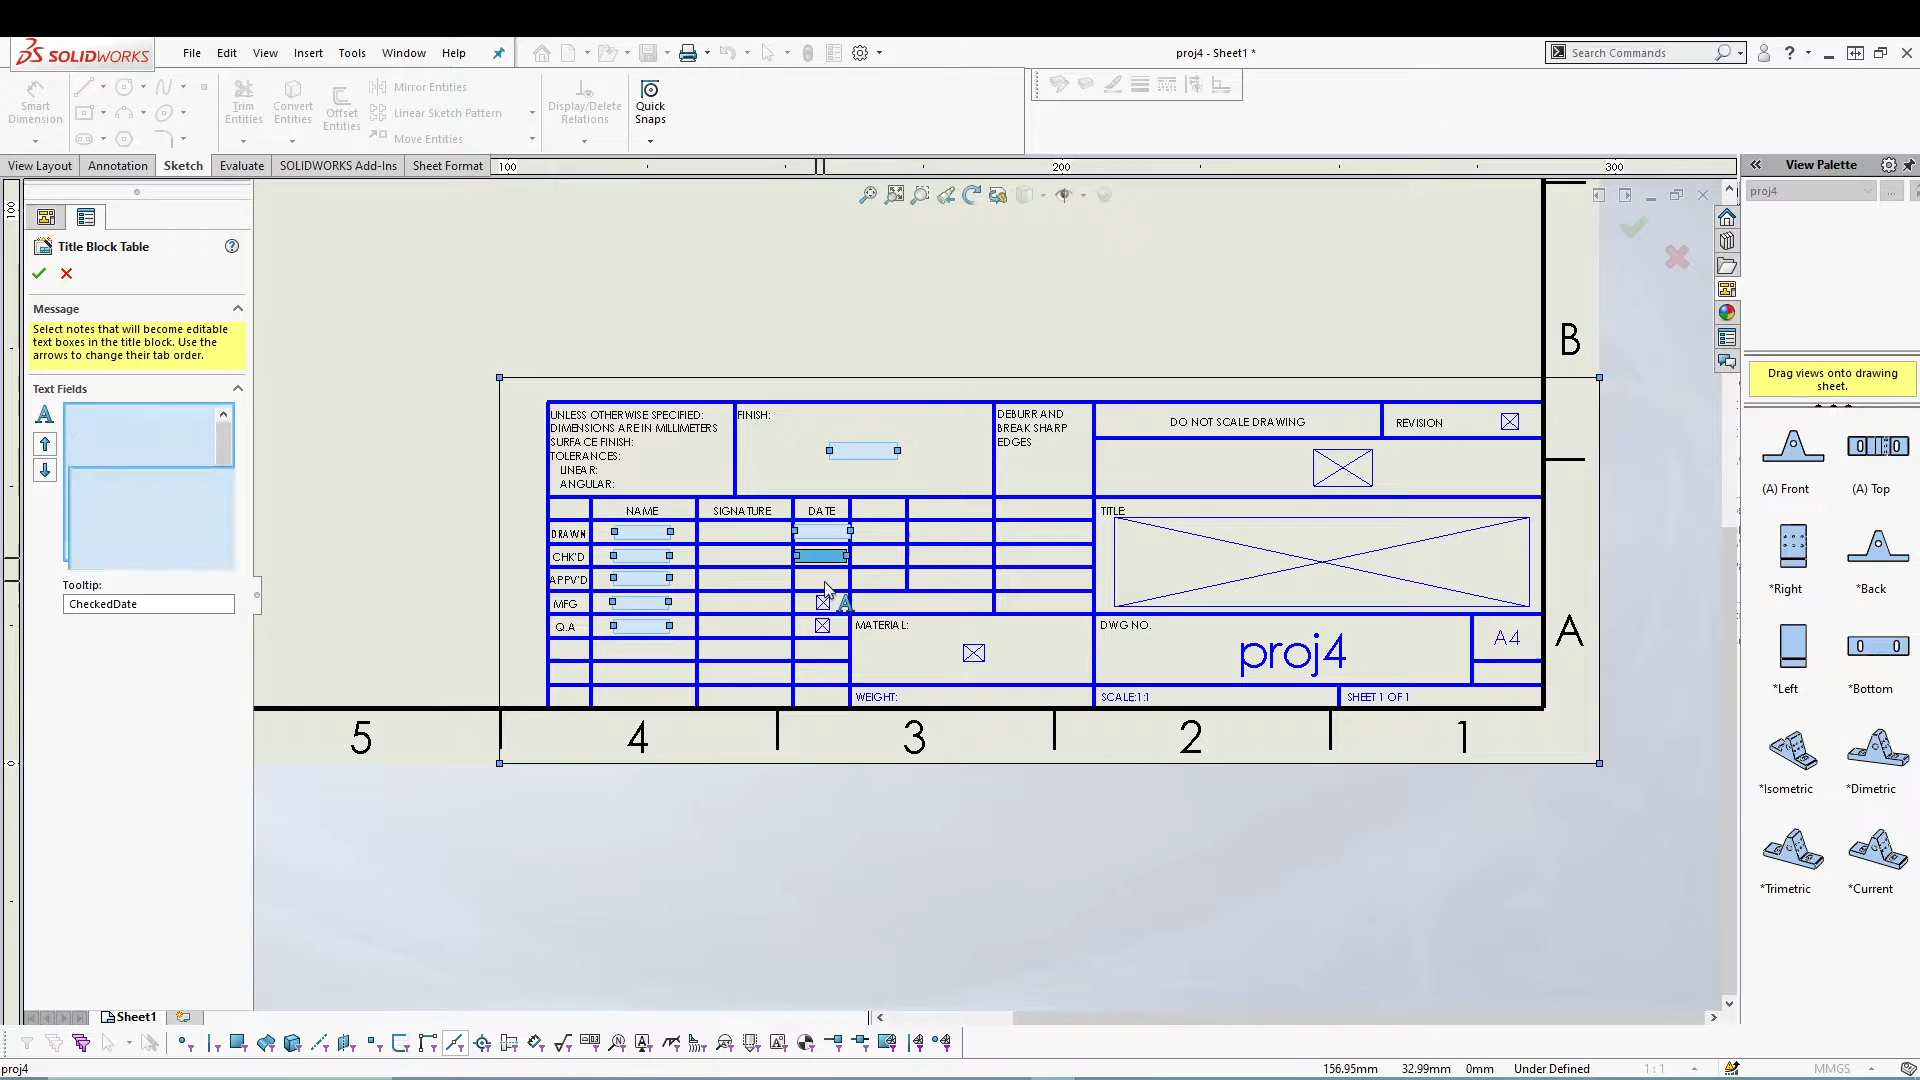 SOLIDWORKS
File Edit View Insert Tools Window Help
proj4 - Sheet1 *
Search Commands
Smart Dimension
Trim Entities
Convert Entities
Offset Entities
Mirror Entities
Linear Sketch Pattern
Move Entities
Display/Delete Relations
Quick Snaps
View Layout Annotation Sketch Evaluate SOLIDWORKS Add-Ins Sheet Format
100 200 300
View Palette
proj4
100
0
Title Block Table
Message
Select notes that will become editable
text boxes in the title block. Use the
arrows to change their tab order.
Text Fields
Tooltip:
CheckedDate
Drag views onto drawing
sheet.
(A) Front (A) Top
*Right *Back
*Left *Bottom
*Isometric *Dimetric
*Trimetric *Current
B
UNLESS OTHERWISE SPECIFIED:
DIMENSIONS ARE IN MILLIMETERS
SURFACE FINISH:
TOLERANCES:
LINEAR:
ANGULAR:
FINISH:
DEBURR AND
BREAK SHARP
EDGES
DO NOT SCALE DRAWING
REVISION
NAME SIGNATURE DATE
DRAWN
CHK'D
APPV'D
MFG
Q.A
TITLE
MATERIAL:
DWG NO.
proj4
A4
A
WEIGHT:
SCALE:1:1
SHEET 1 OF 1
5 4 3 2 1
Sheet1
proj4
156.95mm 32.99mm 0mm Under Defined 1 : 1 MMGS